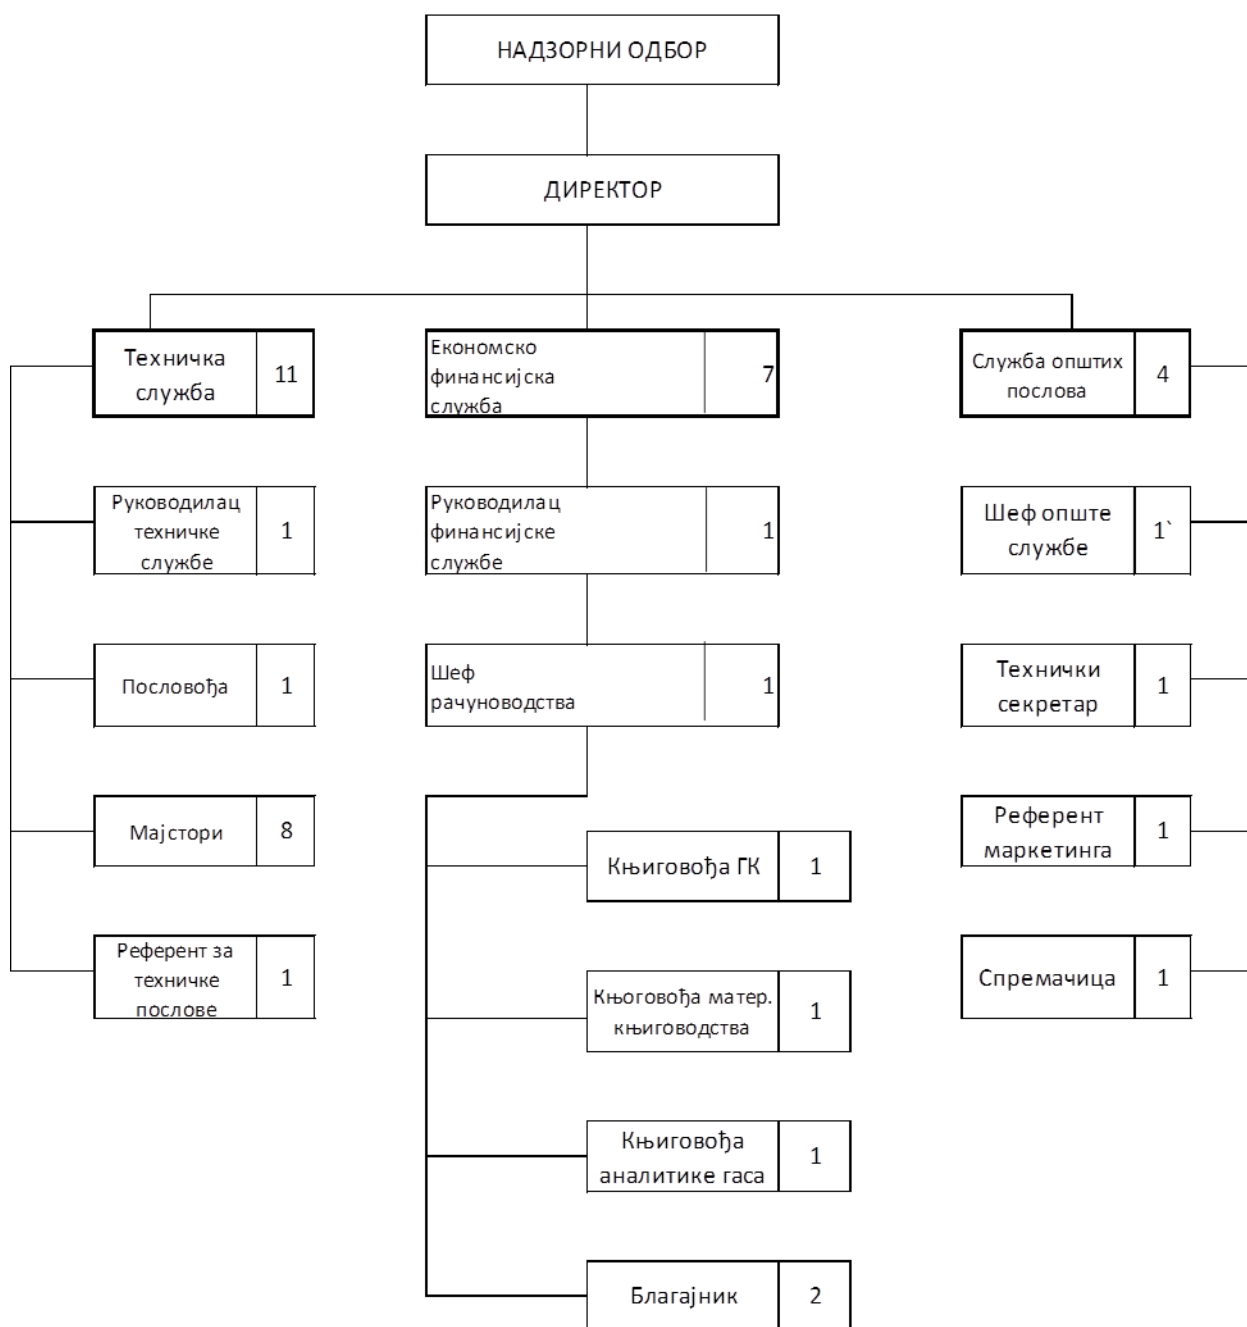 НАДЗОРНИ ОДБОР
ДИРЕКТОР
Техничка
служба
11
Економско
финансијска
служба
7
Служба општих
послова
4
Руководилац
техничке
службе
1
Руководилац
финансијске
службе
1
Шеф опште
службе
1`
Пословођа
1
Шеф
рачуноводства
1
Технички
секретар
1
Мајстори
8
Референт
маркетинга
1
Књиговођа ГК
1
Референт за
техничке
послове
1
Спремачица
1
Књоговођа матер.
књиговодства
1
Књиговођа
аналитике гаса
1
Благајник
2